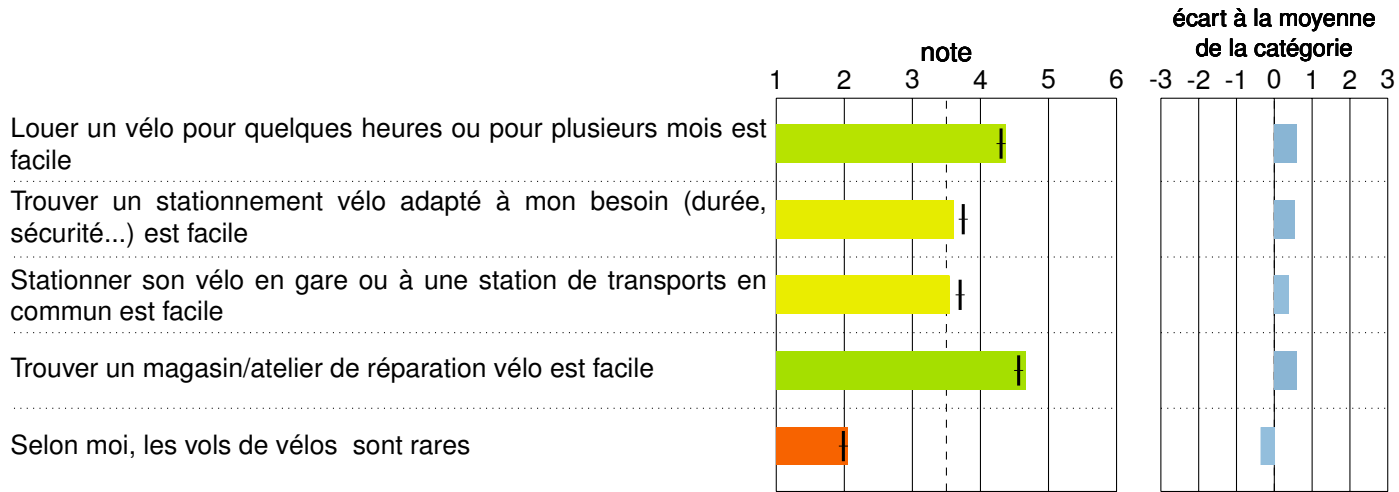 écart à la moyenne
de la catégorie
note
1 2 3 4 5 6
-3 -2 -1 0 1 2 3
Louer un vélo pour quelques heures ou pour plusieurs mois est
facile
Trouver un stationnement vélo adapté à mon besoin (durée,
sécurité...) est facile
Stationner son vélo en gare ou à une station de transports en
commun est facile
Trouver un magasin/atelier de réparation vélo est facile
Selon moi, les vols de vélos sont rares